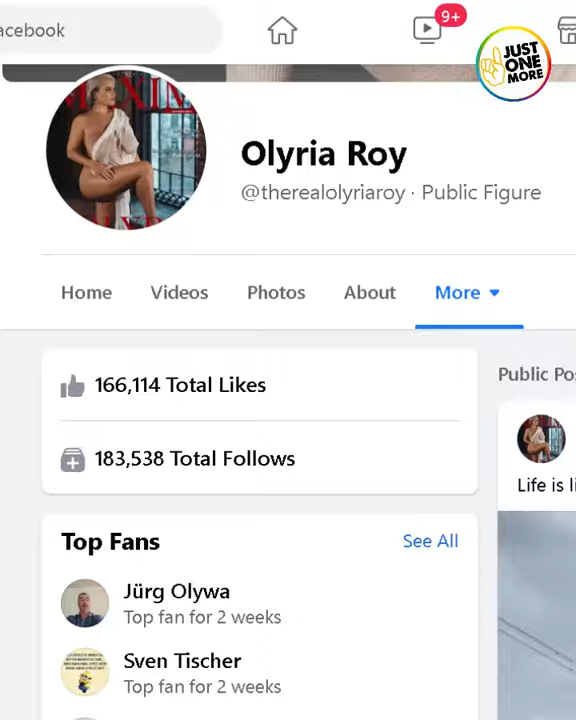 acebook
9+
JUST
ONE
MORE
MAXIM
Olyria Roy
@therealolyriaroy · Public Figure
Home
Videos
Photos
About
More
166,114 Total Likes
Public Po
183,538 Total Follows
Life is li
Top Fans
See All
Jürg Olywa
Top fan for 2 weeks
Sven Tischer
Top fan for 2 weeks